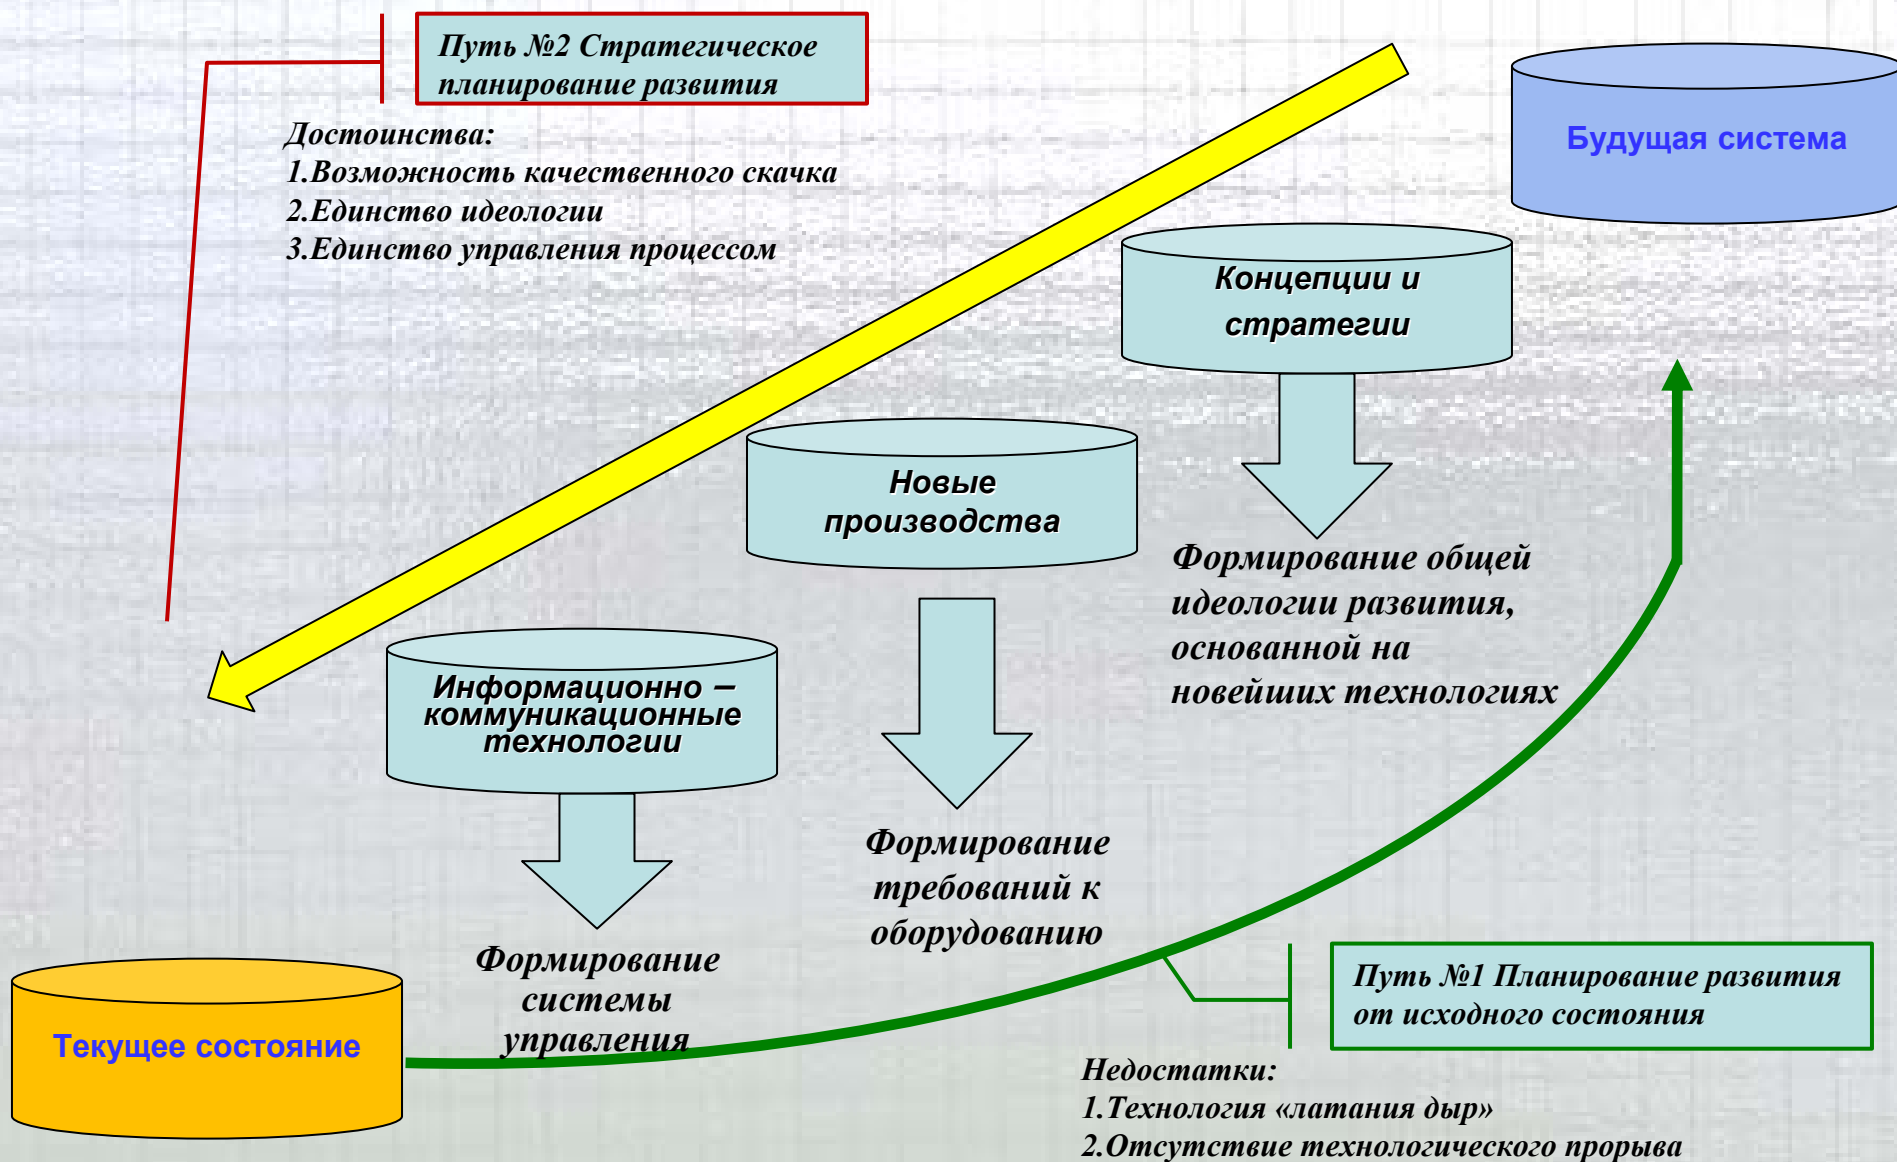 Путь №2 Стратегическое
планирование развития
Достоинства:
1.Возможность качественного скачка
2.Единство идеологии
3.Единство управления процессом
Будущая система
Концепции и
стратегии
Новые
производства
Формирование общей
идеологии развития,
основанной на
новейших технологиях
Информационно –
коммуникационные
технологии
Формирование
требований к
оборудованию
Формирование
системы
управления
Текущее состояние
Путь №1 Планирование развития
от исходного состояния
Недостатки:
1.Технология «латания дыр»
2.Отсутствие технологического прорыва